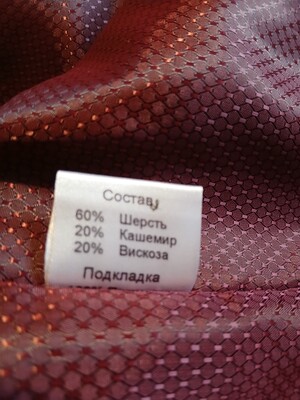 Состав
60% Шерсть
20% Кашемир
20% Вискоза
Подкладка